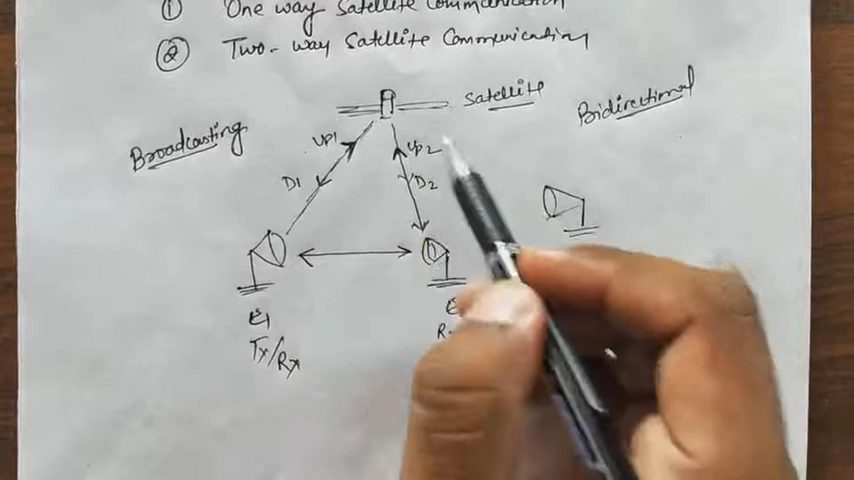 ① One way Satellite Communication
② Two-way Satellite Communication
Satellite
Bidirectional
Broadcasting
UP1
UP2
D1
D2
E1
Tx/Rx